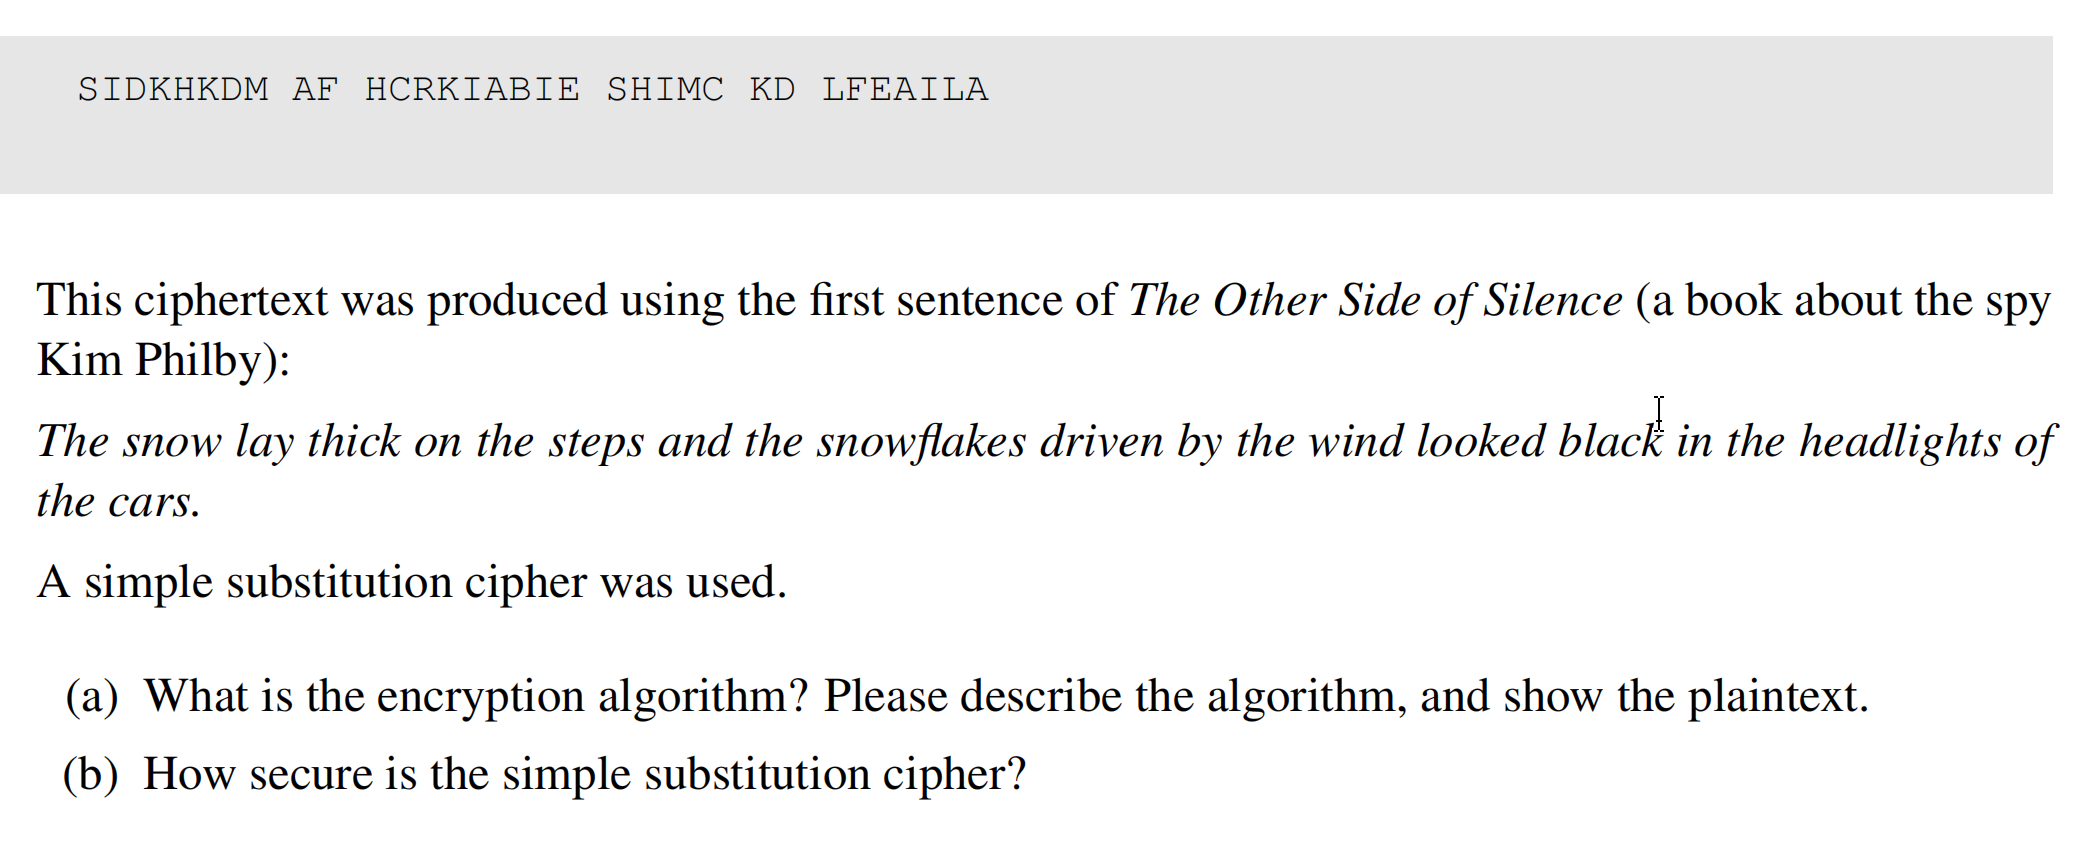 SIDKHKDM AF HCRKIABIE SHIMC KD LFEAILA
This ciphertext was produced using the first sentence of The Other Side of Silence (a book about the spy
Kim Philby):
The snow lay thick on the steps and the snowflakes driven by the wind looked black in the headlights of
the cars.
A simple substitution cipher was used.
(a) What is the encryption algorithm? Please describe the algorithm, and show the plaintext.
(b) How secure is the simple substitution cipher?